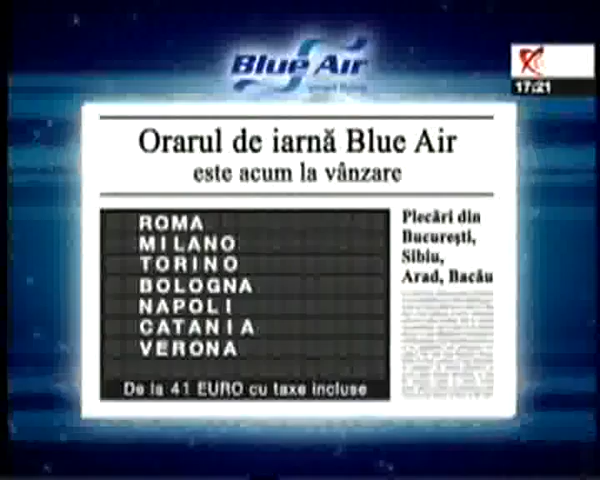 Blue Air
17:21
Orarul de iarnă Blue Air
este acum la vânzare
ROMA
MILANO
TORINO
BOLOGNA
NAPOLI
CATANIA
VERONA
De la 41 EURO cu taxe incluse
Plecări din
București,
Sibiu,
Arad, Bacău